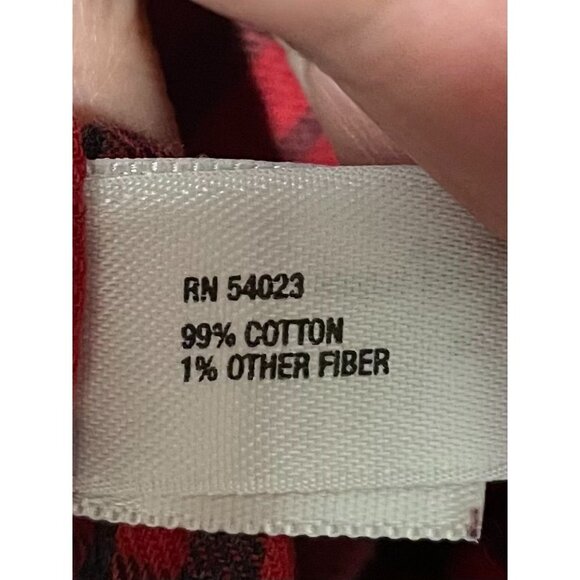 RN 54023
99% COTTON
1% OTHER FIBER